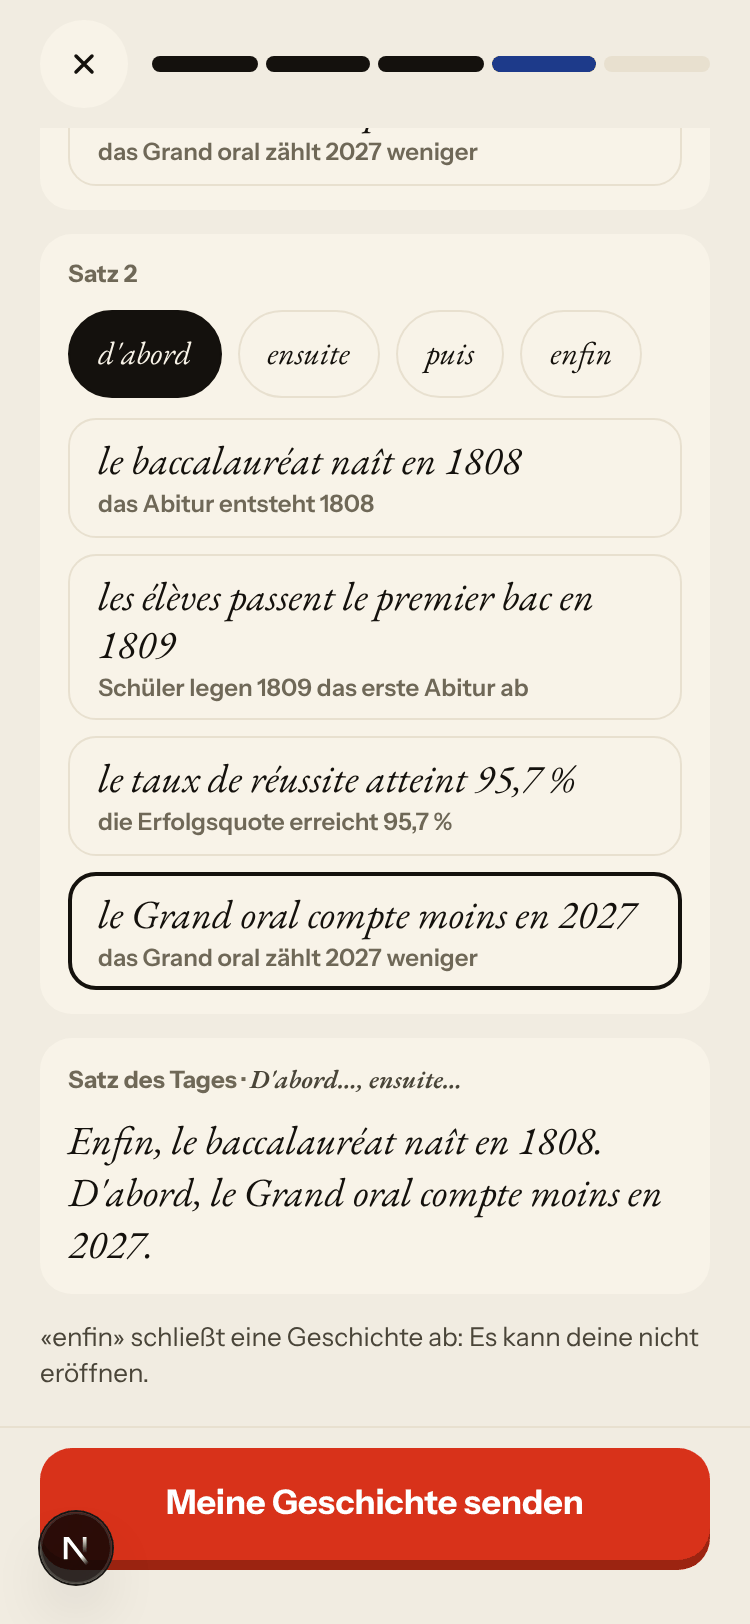 das Grand oral zählt 2027 weniger
Satz 2
d'abord
ensuite
puis
enfin
le baccalauréat naît en 1808
das Abitur entsteht 1808
les élèves passent le premier bac en
1809
Schüler legen 1809 das erste Abitur ab
le taux de réussite atteint 95,7 %
die Erfolgsquote erreicht 95,7 %
le Grand oral compte moins en 2027
das Grand oral zählt 2027 weniger
Satz des Tages · D'abord..., ensuite...
Enfin, le baccalauréat naît en 1808.
D'abord, le Grand oral compte moins en
2027.
«enfin» schließt eine Geschichte ab: Es kann deine nicht
eröffnen.
Meine Geschichte senden
N